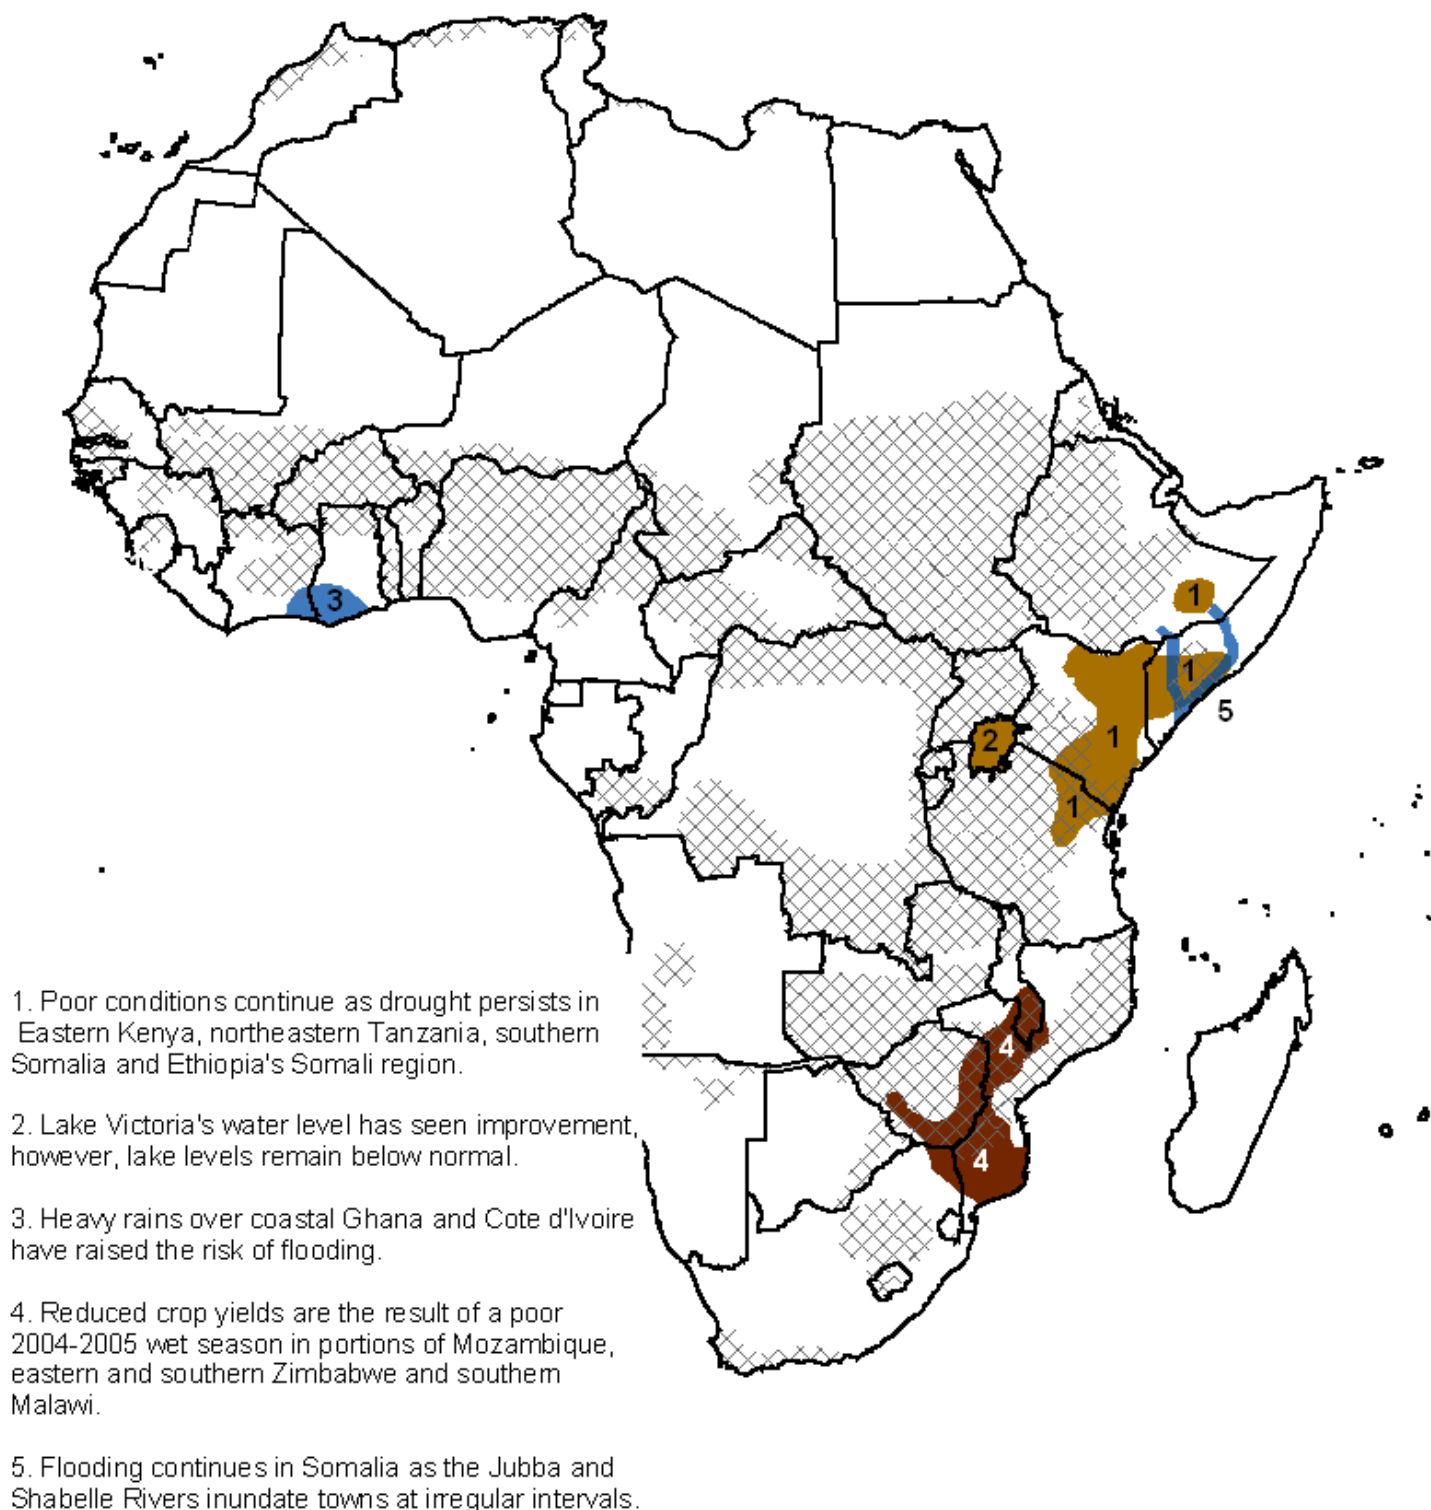 3
1
1
5
2
1
1
4
4
1. Poor conditions continue as drought persists in
Eastern Kenya, northeastern Tanzania, southern
Somalia and Ethiopia's Somali region.
2. Lake Victoria's water level has seen improvement,
however, lake levels remain below normal.
3. Heavy rains over coastal Ghana and Cote d'Ivoire
have raised the risk of flooding.
4. Reduced crop yields are the result of a poor
2004-2005 wet season in portions of Mozambique,
eastern and southern Zimbabwe and southern
Malawi.
5. Flooding continues in Somalia as the Jubba and
Shabelle Rivers inundate towns at irregular intervals.